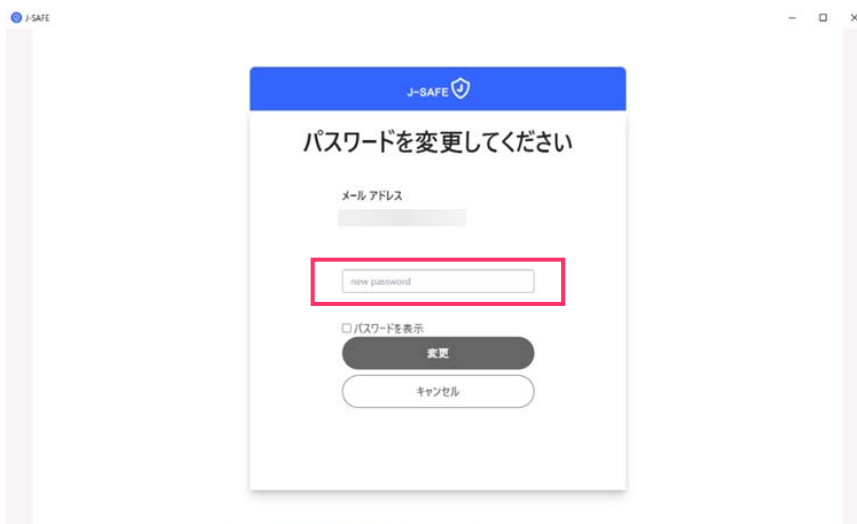 J-SAFE
J-SAFE
パスワードを変更してください
メール アドレス
new password
パスワードを表示
変更
キャンセル